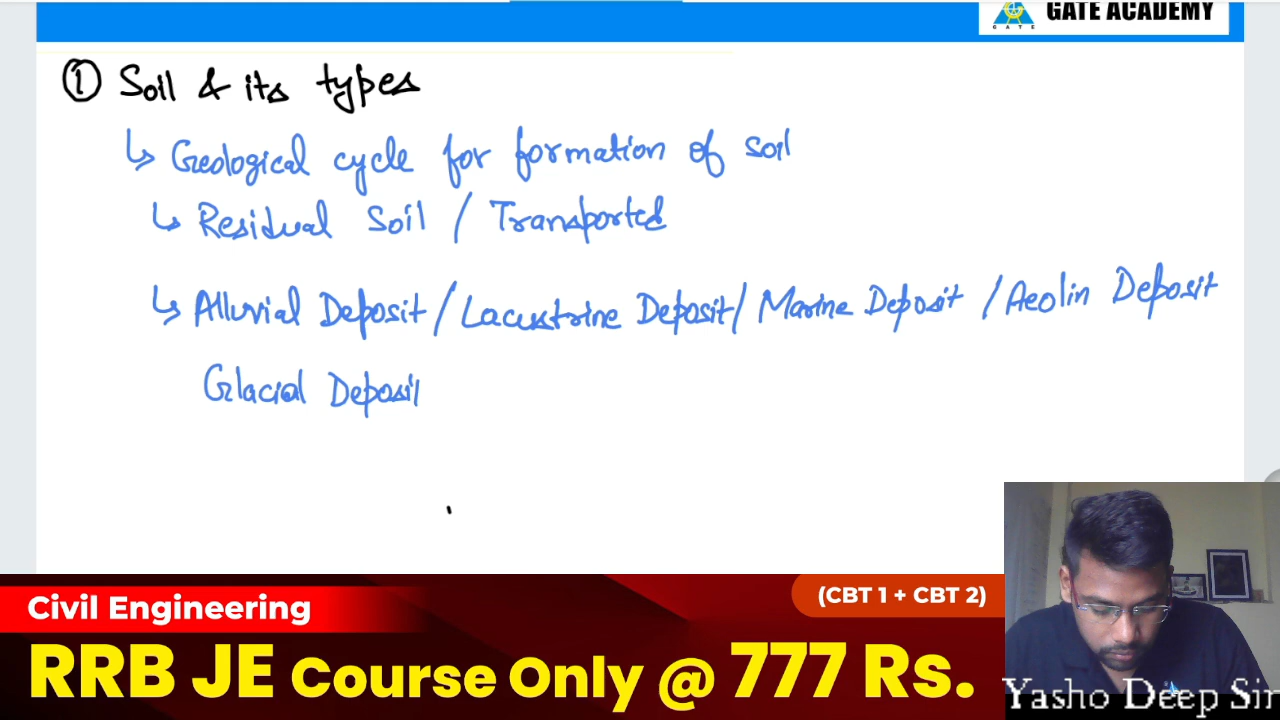 GATE ACADEMY
GATE
① Soil & its types
↳ Geological cycle for formation of soil
↳ Residual Soil / Transported
↳ Alluvial Deposit / Lacustrine Deposit / Marine Deposit / Aeolin Deposit
Glacial Deposit
Civil Engineering
(CBT 1 + CBT 2)
RRB JE Course Only @ 777 Rs.
Yasho Deep Sir